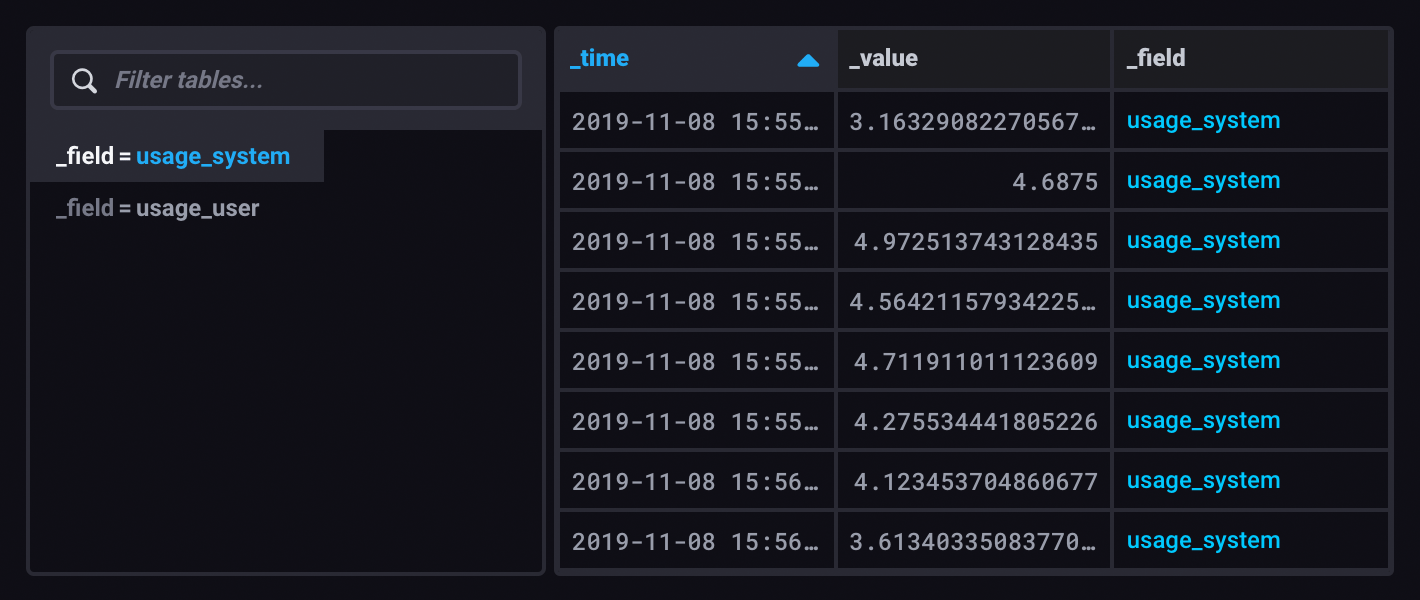 Filter tables...
_field = usage_system
_field = usage_user
_time _value _field
2019-11-08 15:55… 3.16329082270567… usage_system
2019-11-08 15:55… 4.6875 usage_system
2019-11-08 15:55… 4.972513743128435 usage_system
2019-11-08 15:55… 4.56421157934225… usage_system
2019-11-08 15:55… 4.711911011123609 usage_system
2019-11-08 15:55… 4.275534441805226 usage_system
2019-11-08 15:56… 4.123453704860677 usage_system
2019-11-08 15:56… 3.61340335083770… usage_system